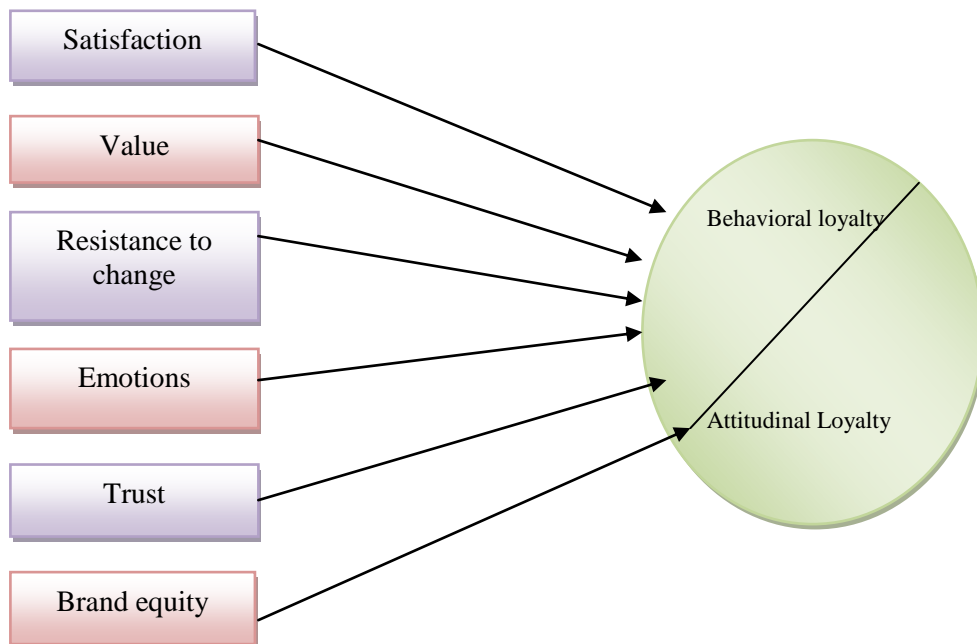 Satisfaction
Value
Resistance to
change
Emotions
Trust
Brand equity
Behavioral loyalty
Attitudinal Loyalty